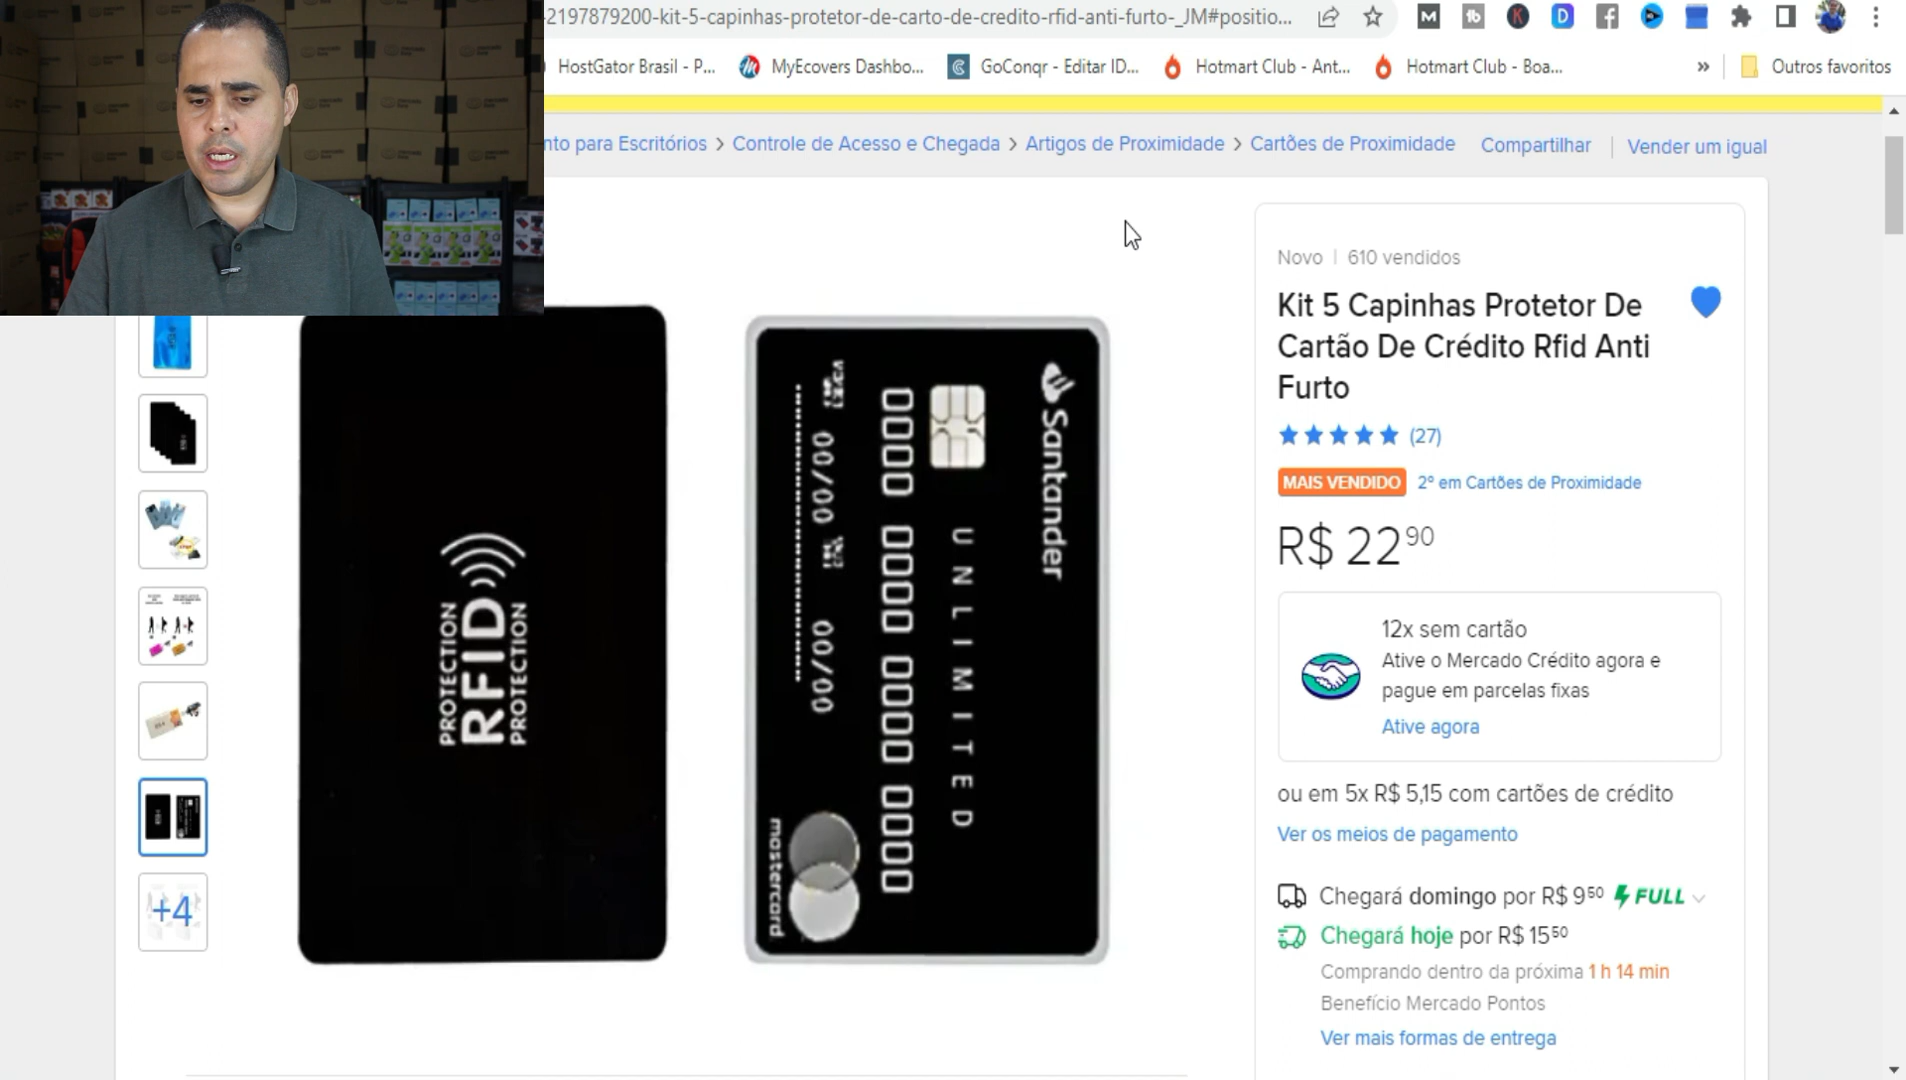 -2197879200-kit-5-capinhas-protetor-de-carto-de-credito-rfid-anti-furto-_JM#positio...
HostGator Brasil - P...
MyEcovers Dashbo...
GoConqr - Editar ID...
Hotmart Club - Ant...
Hotmart Club - Boa...
»
Outros favoritos
nto para Escritórios > Controle de Acesso e Chegada > Artigos de Proximidade > Cartões de Proximidade
Compartilhar
Vender um igual
Novo | 610 vendidos
Kit 5 Capinhas Protetor De
Cartão De Crédito Rfid Anti
Furto
(27)
MAIS VENDIDO 2º em Cartões de Proximidade
R$ 22 90
12x sem cartão
Ative o Mercado Crédito agora e
pague em parcelas fixas
Ative agora
ou em 5x R$ 5,15 com cartões de crédito
Ver os meios de pagamento
Chegará domingo por R$ 9 50 FULL
Chegará hoje por R$ 15 50
Comprando dentro da próxima 1 h 14 min
Benefício Mercado Pontos
Ver mais formas de entrega
PROTECTION
RFID
PROTECTION
Santander
UNLIMITED
0000 0000 0000 0000
00/00 00/00
mastercard
+4